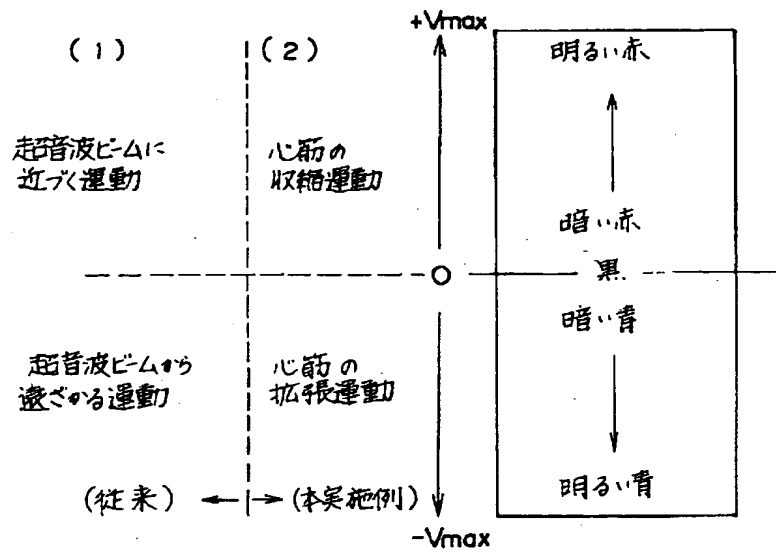 (1)
(2)
+Vmax
明るい赤
超音波ビームに
近づく運動
心筋の
収縮運動
暗い赤
黒
O
暗い青
超音波ビームから
遠ざかる運動
心筋の
拡張運動
明るい青
(従来)
(本実施例)
-Vmax